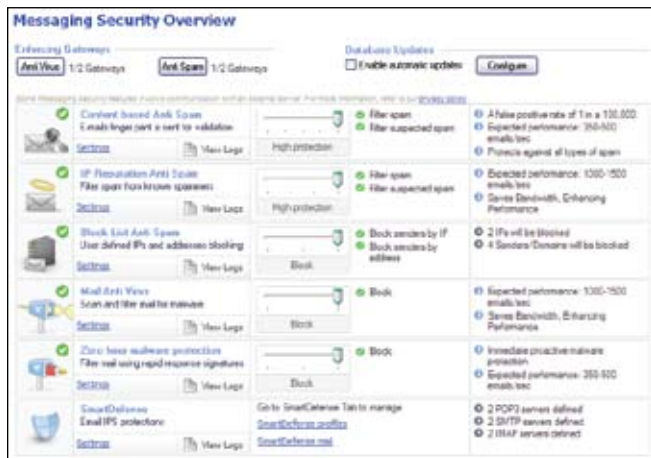 Messaging Security Overview
Enforcing Gateways
Database Updates
Anti Virus 1/2 Gateways
Anti Spam 1/2 Gateways
Enable automatic updates
Configure
Some Messaging Security features
Content based Anti Spam
Emails finger print is sent for validation
Settings
View Logs
High protection
Filter spam
Filter suspected spam
A false positive rate of 1 in a 100,000
Expected performance: 350-500
emails/sec
Protects against all types of spam
IP Reputation Anti Spam
Filter spam from known spammers
Settings
View Logs
High protection
Filter spam
Filter suspected spam
Expected performance: 1000-1500
emails/sec
Saves Bandwidth, Enhancing
Performance
Block List Anti Spam
User defined IPs and addresses blocking
Settings
View Logs
Block
Block senders by IP
Block senders by
address
2 IPs will be blocked
4 Senders/Domains will be blocked
Mail Anti Virus
Scan and filter mail for malware
Settings
View Logs
Block
Block
Expected performance: 1000-1500
emails/sec
Saves Bandwidth, Enhancing
Performance
Zero hour malware protection
Filter mail using rapid response signatures
Settings
View Logs
Block
Block
Immediate proactive malware
protection
Expected performance: 350-500
emails/sec
SmartDefense
Email IPS protections
Settings
View Logs
Go to SmartDefense Tab to manage
SmartDefense profiles
SmartDefense mail
2 POP3 servers defined
2 SMTP servers defined
2 IMAP servers defined